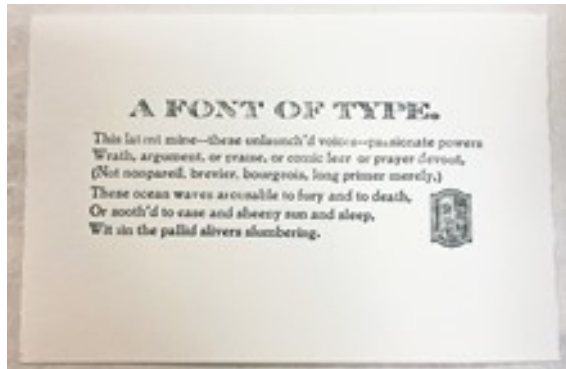 A FONT OF TYPE.
This latent mine—these unlaunch'd voices—passionate powers
Wrath, argument, or praise, or comic leer or prayer devout,
(Not nonpareil, brevier, bourgeois, long primer merely,)
These ocean waves arousable to fury and to death,
Or sooth'd to ease and sheeny sun and sleep,
Within the pallid slivers slumbering.